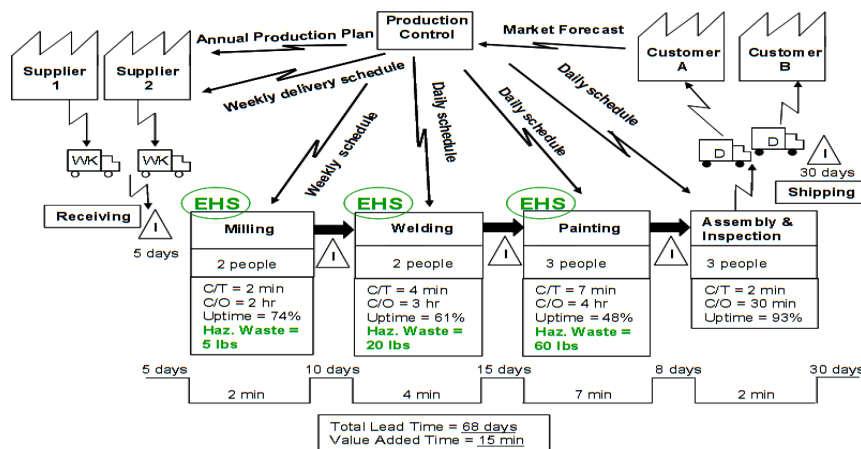 Production
Control
Annual Production Plan
Market Forecast
Supplier
1
Supplier
2
Customer
A
Customer
B
Weekly delivery schedule
Weekly schedule
Daily schedule
Daily schedule
Daily schedule
WK
WK
D
D
I
30 days
Shipping
Receiving
I
5 days
EHS
Milling
2 people
C/T = 2 min
C/O = 2 hr
Uptime = 74%
Haz. Waste =
5 lbs
I
EHS
Welding
2 people
C/T = 4 min
C/O = 3 hr
Uptime = 61%
Haz. Waste =
20 lbs
I
EHS
Painting
3 people
C/T = 7 min
C/O = 4 hr
Uptime = 48%
Haz. Waste =
60 lbs
I
Assembly &
Inspection
3 people
C/T = 2 min
C/O = 30 min
Uptime = 93%
5 days
2 min
10 days
4 min
15 days
7 min
8 days
2 min
30 days
Total Lead Time = 68 days
Value Added Time = 15 min